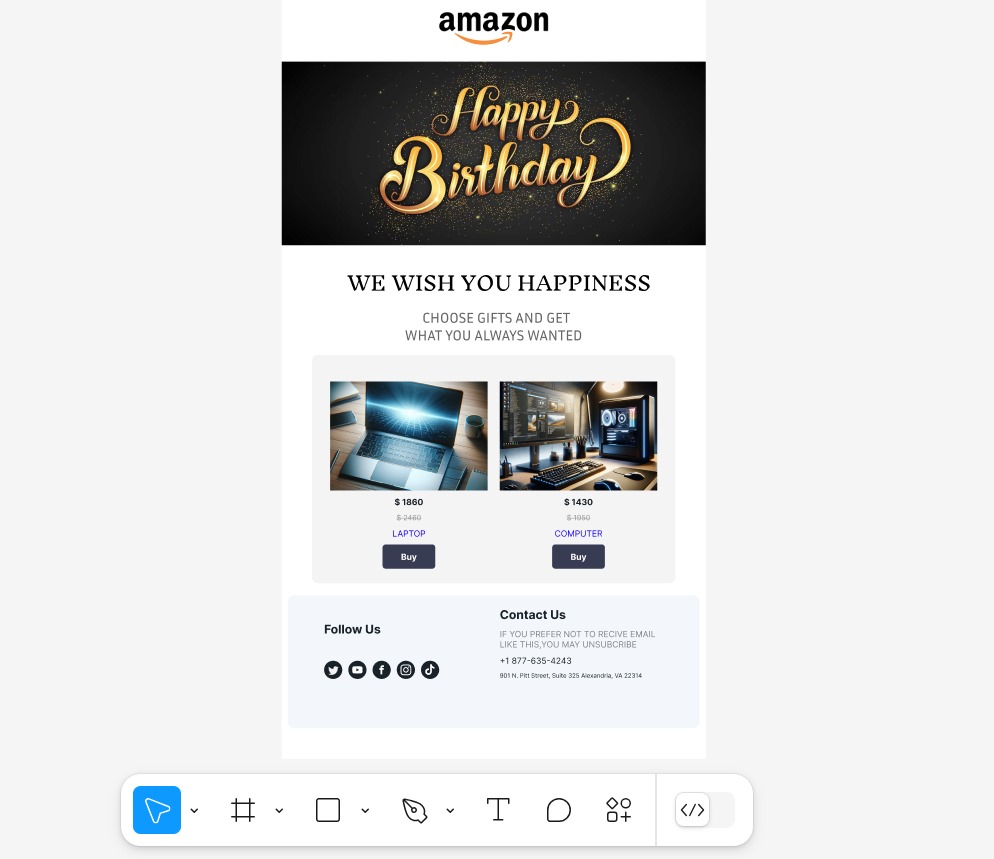 amazon
Happy
Birthday
WE WISH YOU HAPPINESS
CHOOSE GIFTS AND GET
WHAT YOU ALWAYS WANTED
$ 1860
$ 2460
LAPTOP
Buy
$ 1430
$ 1950
COMPUTER
Buy
Follow Us
Contact Us
IF YOU PREFER NOT TO RECIVE EMAIL
LIKE THIS,YOU MAY UNSUBCRIBE
+1 877-635-4243
901 N. Pitt Street, Suite 325 Alexandria, VA 22314